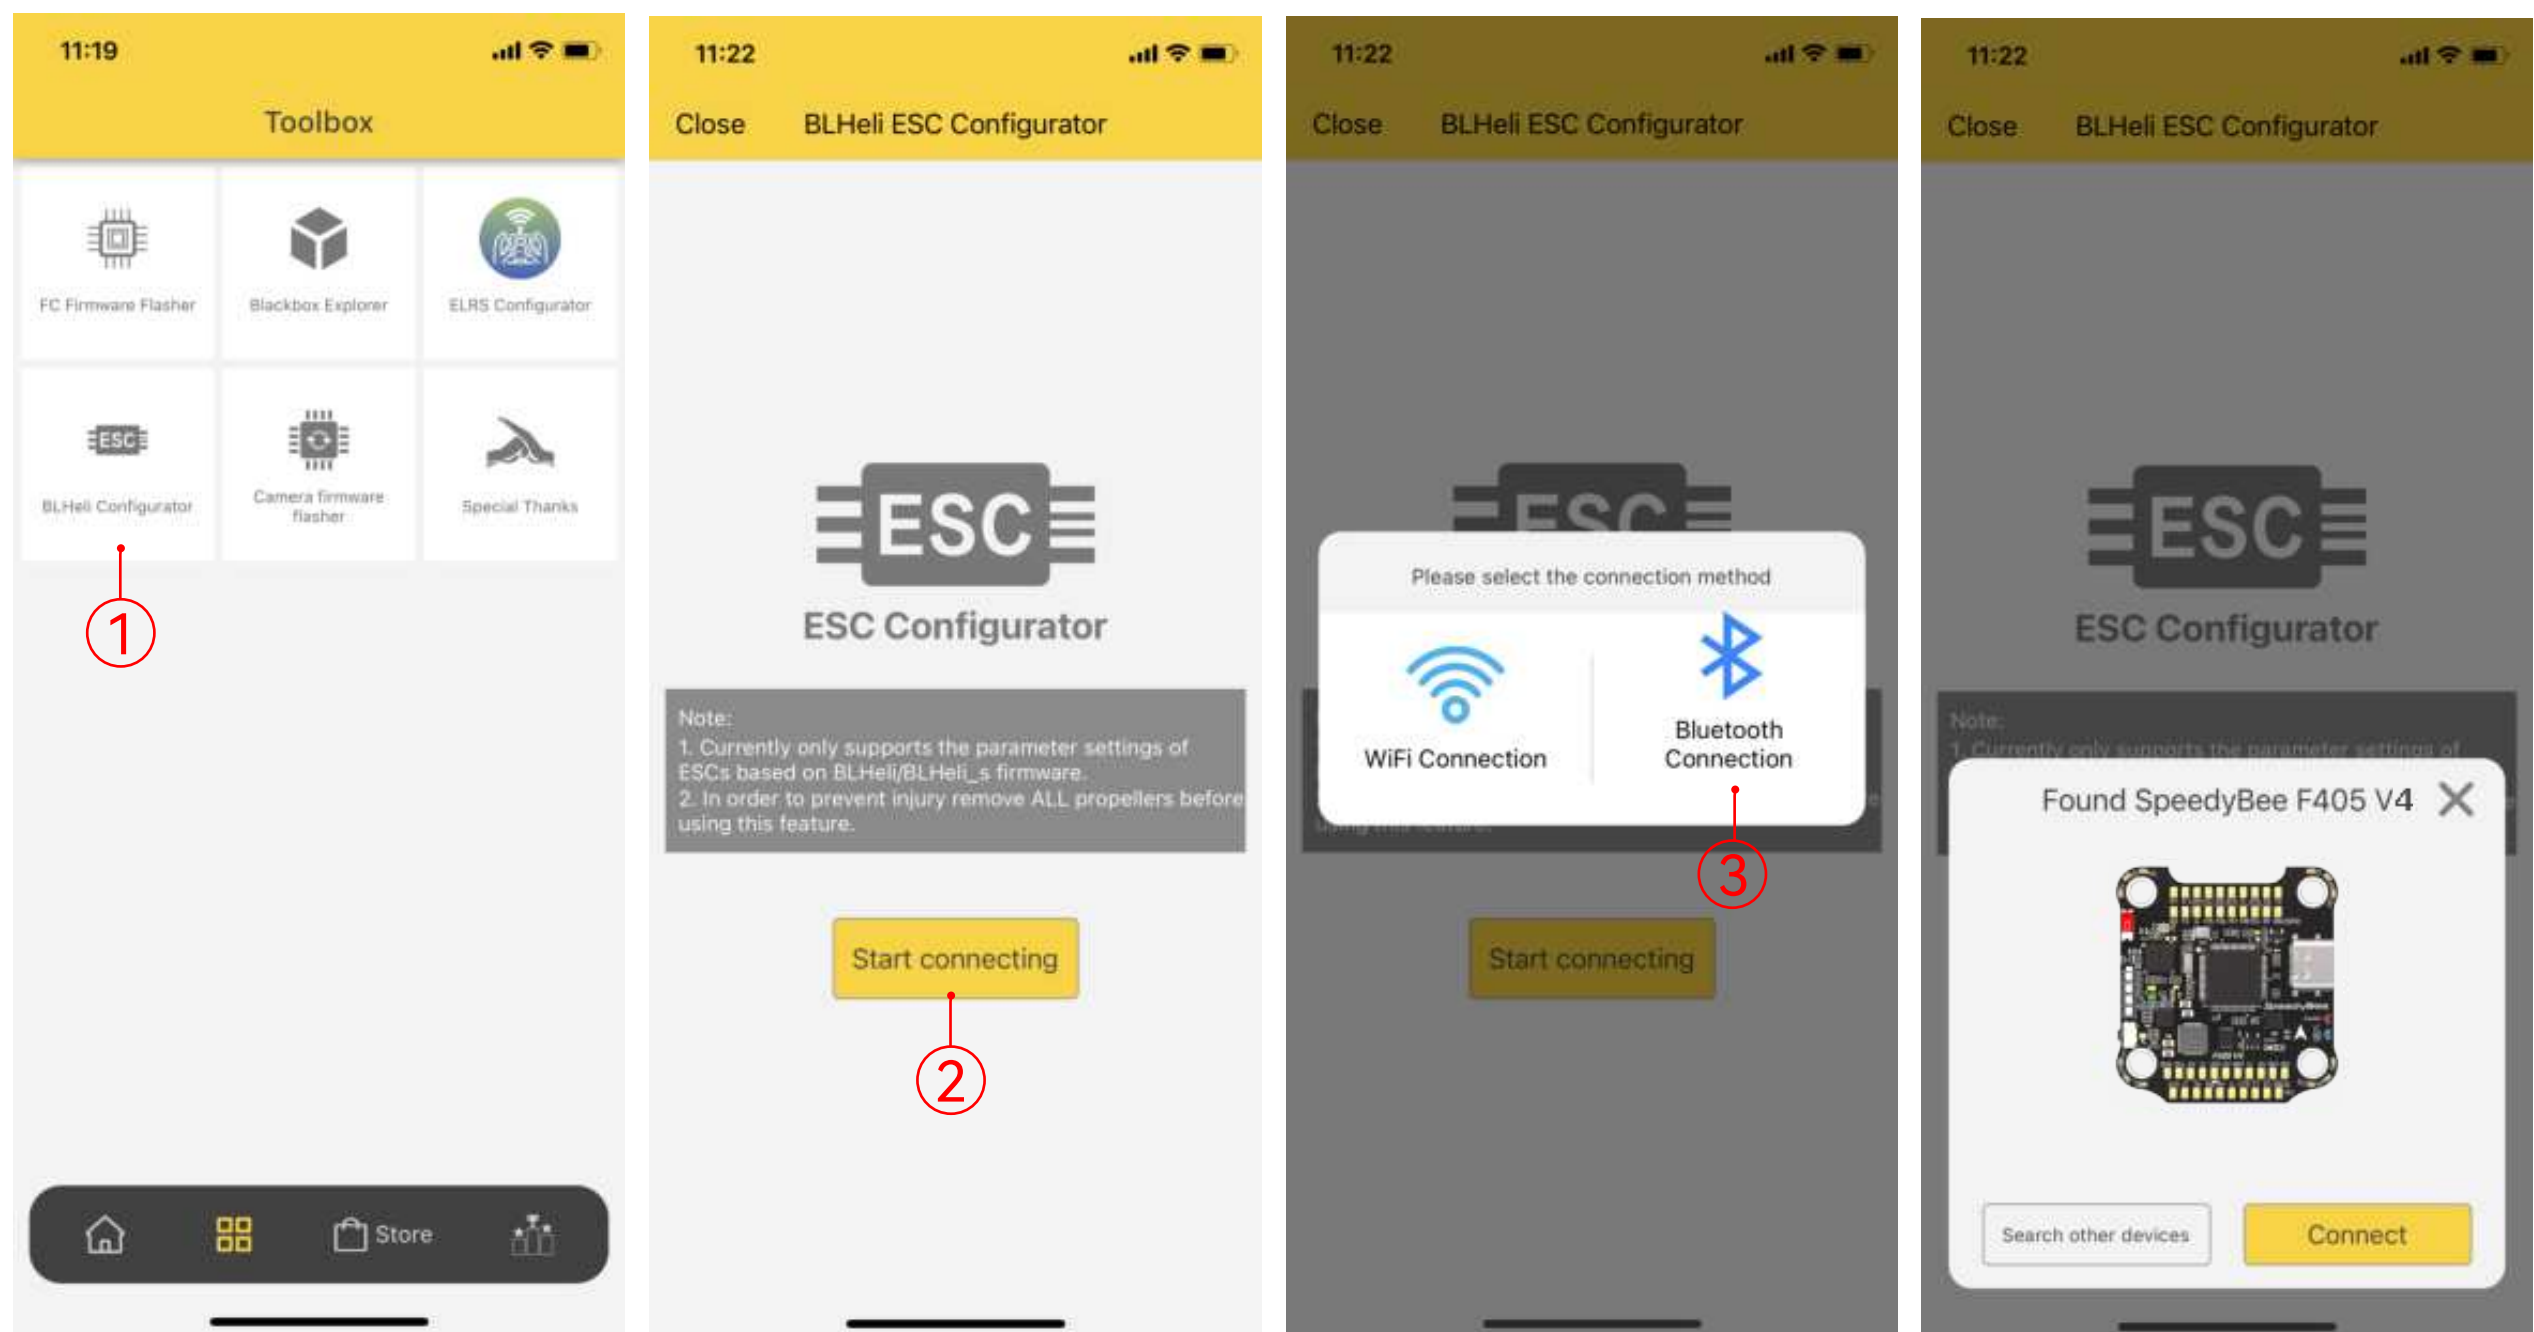 11:19
Toolbox
FC Firmware Flasher
Blackbox Explorer
ELRS Configurator
ESC
BLHeli Configurator
Camera firmware
flasher
Special Thanks
1
Store
11:22
Close
BLHeli ESC Configurator
ESC
ESC Configurator
Note:
1. Currently only supports the parameter settings of
ESCs based on BLHeli/BLHeli_s firmware.
2. In order to prevent injury remove ALL propellers before
using this feature.
Start connecting
2
11:22
Close
BLHeli ESC Configurator
ESC
Please select the connection method
WiFi Connection
Bluetooth
Connection
using this feature.
3
Start connecting
11:22
Close
BLHeli ESC Configurator
ESC
ESC Configurator
Note:
1. Currently only supports the parameter settings of
Found SpeedyBee F405 V4
SpeedyBee
Search other devices
Connect